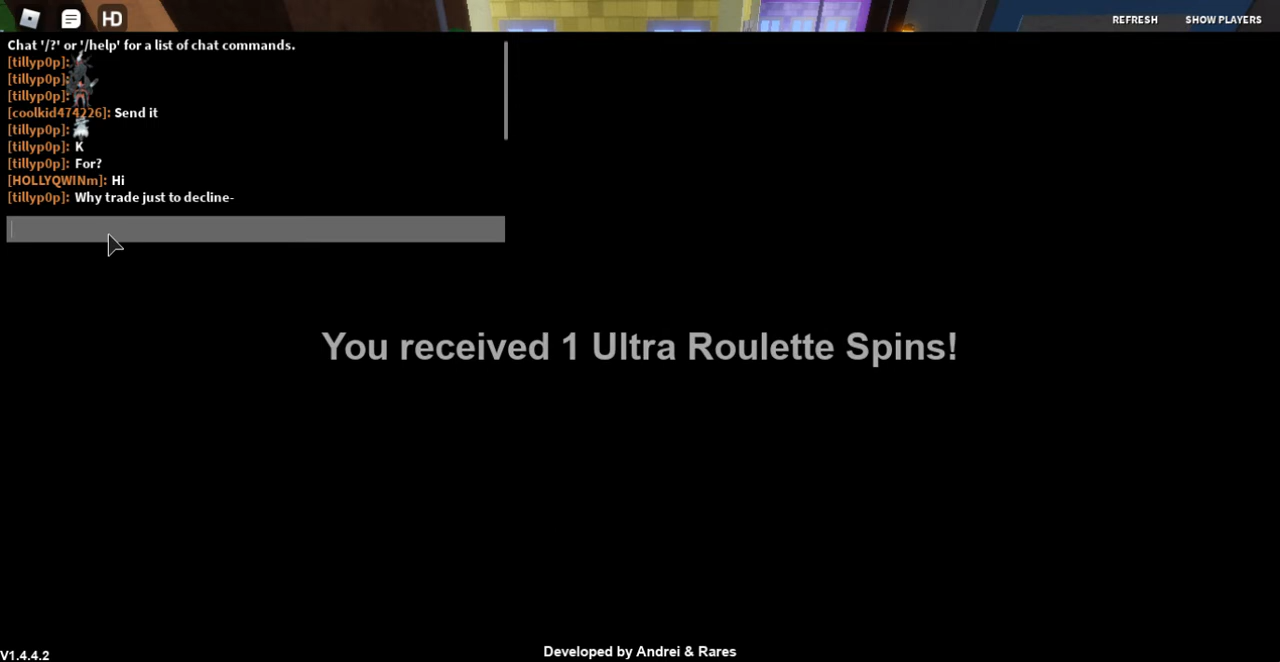 HD
REFRESH
SHOW PLAYERS
Chat '/?' or '/help' for a list of chat commands.
[tillyp0p]:
[tillyp0p]:
[tillyp0p]:
[coolkid474226]: Send it
[tillyp0p]:
[tillyp0p]: K
[tillyp0p]: For?
[HOLLYQWINm]: Hi
[tillyp0p]: Why trade just to decline-
You received 1 Ultra Roulette Spins!
V1.4.4.2
Developed by Andrei & Rares